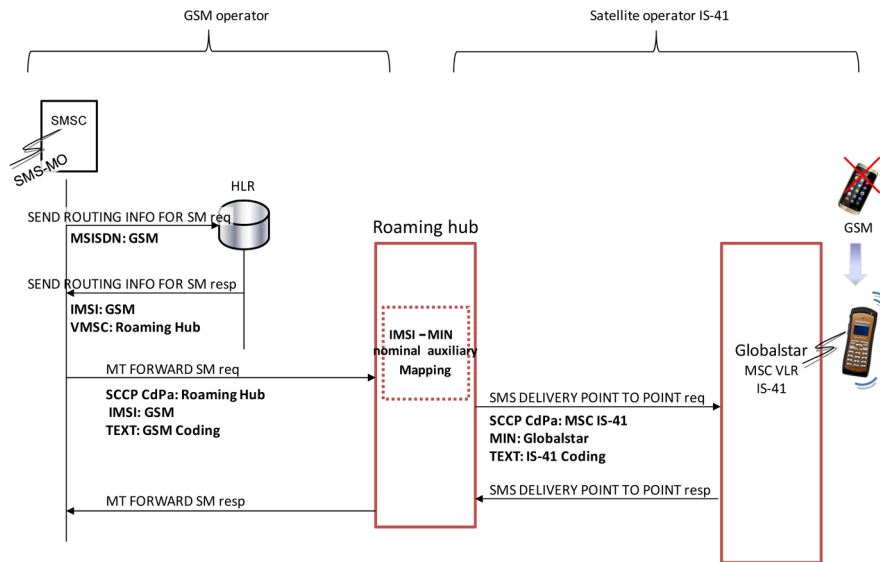 GSM operator
Satellite operator IS-41
SMSC
SMS-MO
HLR
SEND ROUTING INFO FOR SM req
MSISDN: GSM
Roaming hub
GSM
SEND ROUTING INFO FOR SM resp
IMSI: GSM
VMSC: Roaming Hub
IMSI – MIN
nominal auxiliary
Mapping
Globalstar
MSC VLR
IS-41
MT FORWARD SM req
SCCP CdPa: Roaming Hub
IMSI: GSM
TEXT: GSM Coding
SMS DELIVERY POINT TO POINT req
SCCP CdPa: MSC IS-41
MIN: Globalstar
TEXT: IS-41 Coding
SMS DELIVERY POINT TO POINT resp
MT FORWARD SM resp